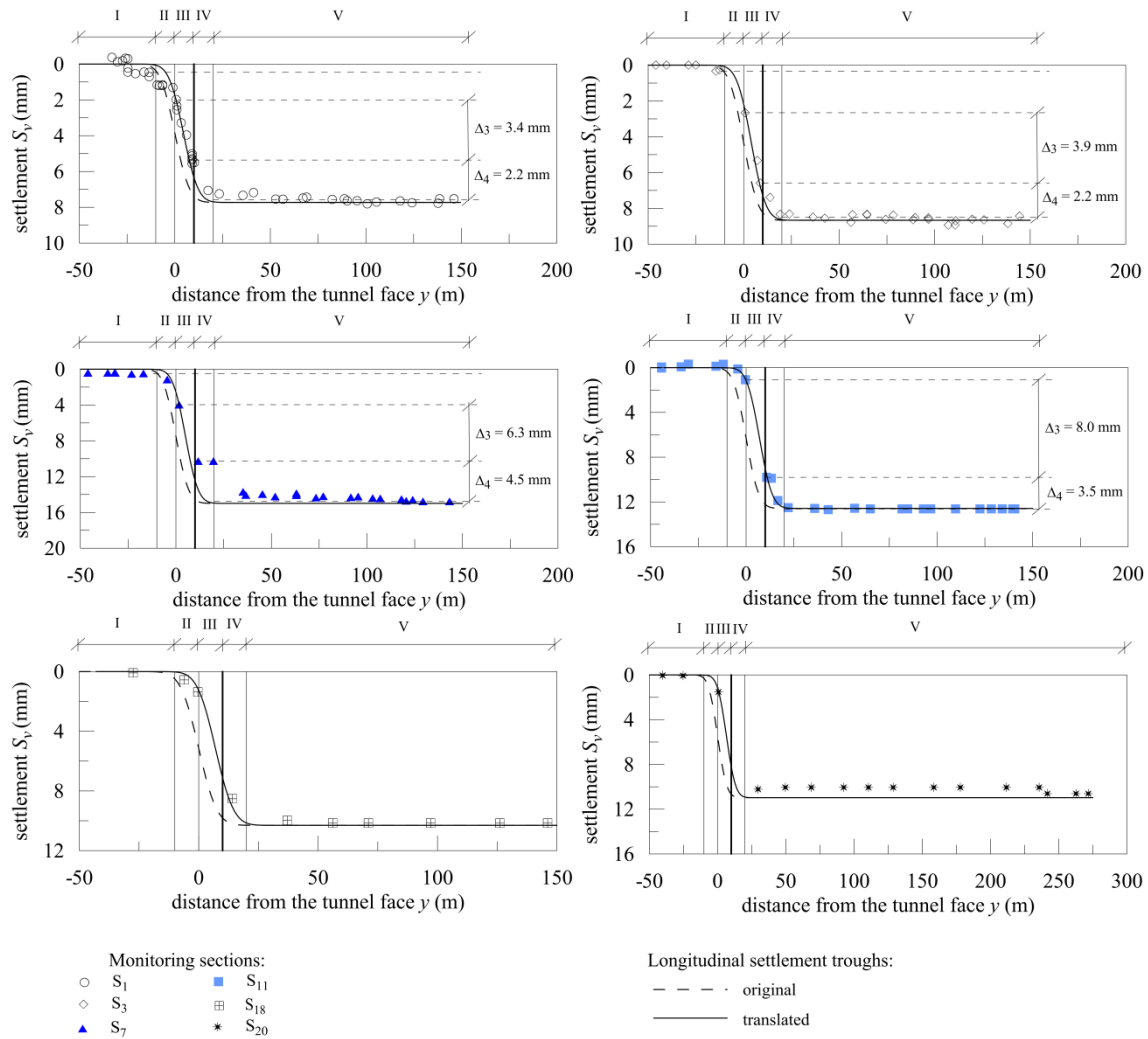 I II III IV V
0
2
4
6
8
10
settlement Sᵥ (mm)
Δ₃ = 3.4 mm
Δ₄ = 2.2 mm
-50 0 50 100 150 200
distance from the tunnel face y (m)
I II III IV V
0
2
4
6
8
10
settlement Sᵥ (mm)
Δ₃ = 3.9 mm
Δ₄ = 2.2 mm
-50 0 50 100 150 200
distance from the tunnel face y (m)
I II III IV V
0
4
8
12
16
20
settlement Sᵥ (mm)
Δ₃ = 6.3 mm
Δ₄ = 4.5 mm
-50 0 50 100 150 200
distance from the tunnel face y (m)
I II III IV V
0
4
8
12
16
settlement Sᵥ (mm)
Δ₃ = 8.0 mm
Δ₄ = 3.5 mm
-50 0 50 100 150 200
distance from the tunnel face y (m)
I II III IV V
0
4
8
12
settlement Sᵥ (mm)
-50 0 50 100 150
distance from the tunnel face y (m)
I II III IV V
0
4
8
12
16
settlement Sᵥ (mm)
-50 0 50 100 150 200 250 300
distance from the tunnel face y (m)
Monitoring sections:
S₁
S₃
S₇
S₁₁
S₁₈
S₂₀
Longitudinal settlement troughs:
original
translated